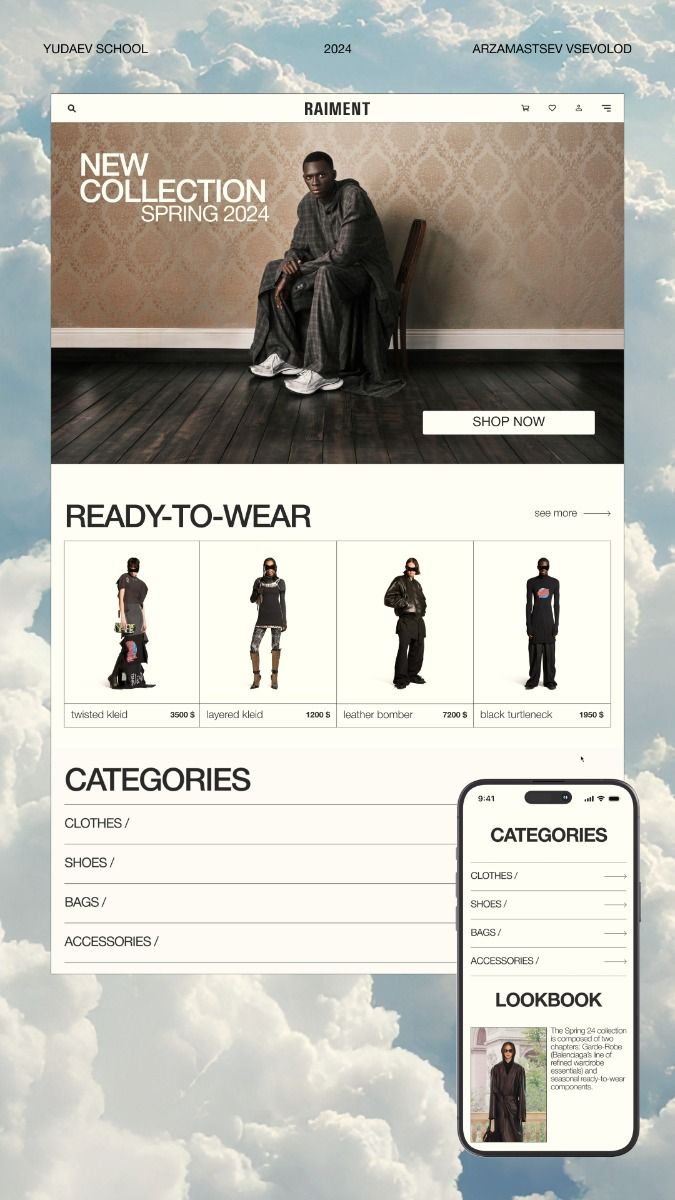 YUDAEV SCHOOL
2024
ARZAMASTSEV VSEVOLOD
RAIMENT
NEW
COLLECTION
SPRING 2024
SHOP NOW
READY-TO-WEAR
see more
twisted kleid
3500 $
layered kleid
1200 $
leather bomber
7200 $
black turtleneck
1950 $
CATEGORIES
CLOTHES /
SHOES /
BAGS /
ACCESSORIES /
9:41
CATEGORIES
CLOTHES /
SHOES /
BAGS /
ACCESSORIES /
LOOKBOOK
The Spring 24 collection
is composed of two
chapters: Garde-Robe
(Balenciaga's line of
refined wardrobe
essentials) and
seasonal ready-to-wear
components.